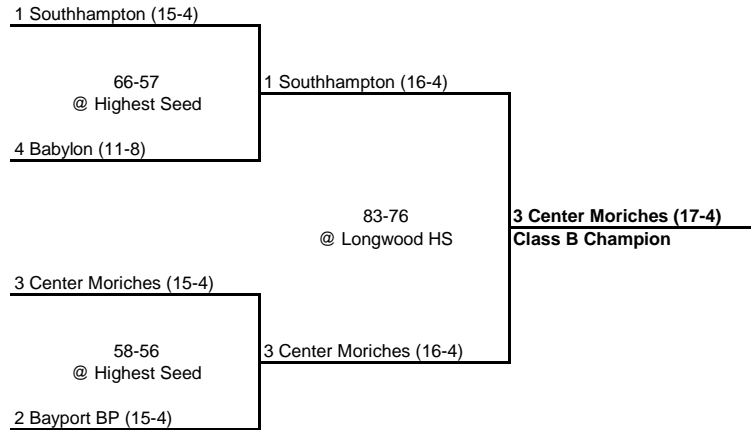 1 Southhampton (15-4)
66-57
@ Highest Seed
1 Southhampton (16-4)
4 Babylon (11-8)
83-76
@ Longwood HS
3 Center Moriches (17-4)
Class B Champion
3 Center Moriches (15-4)
58-56
@ Highest Seed
3 Center Moriches (16-4)
2 Bayport BP (15-4)